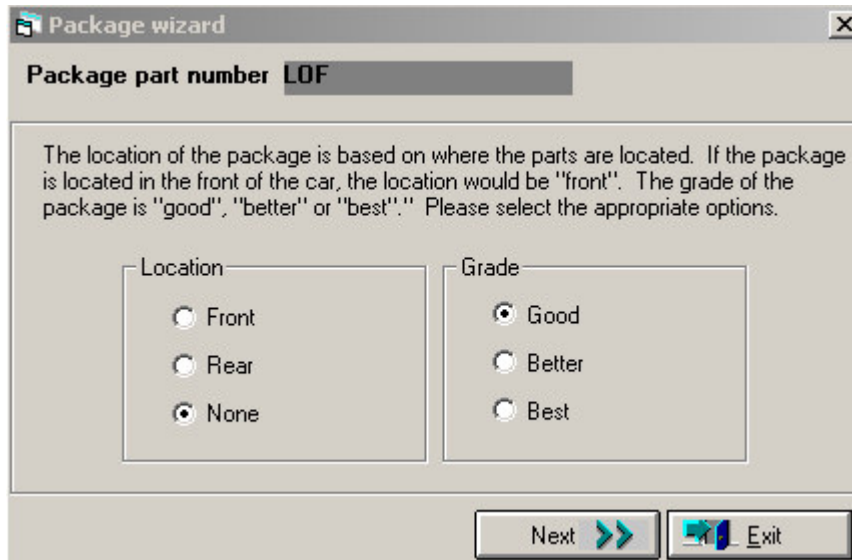 Package wizard
Package part number LOF
The location of the package is based on where the parts are located. If the package
is located in the front of the car, the location would be "front". The grade of the
package is "good", "better" or "best"." Please select the appropriate options.
Location
Front
Rear
None
Grade
Good
Better
Best
Next
Exit